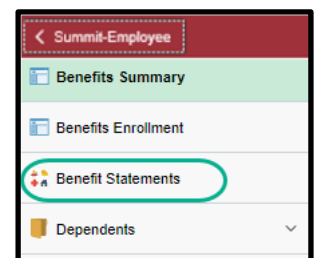 Summit-Employee
Benefits Summary
Benefits Enrollment
Benefit Statements
Dependents